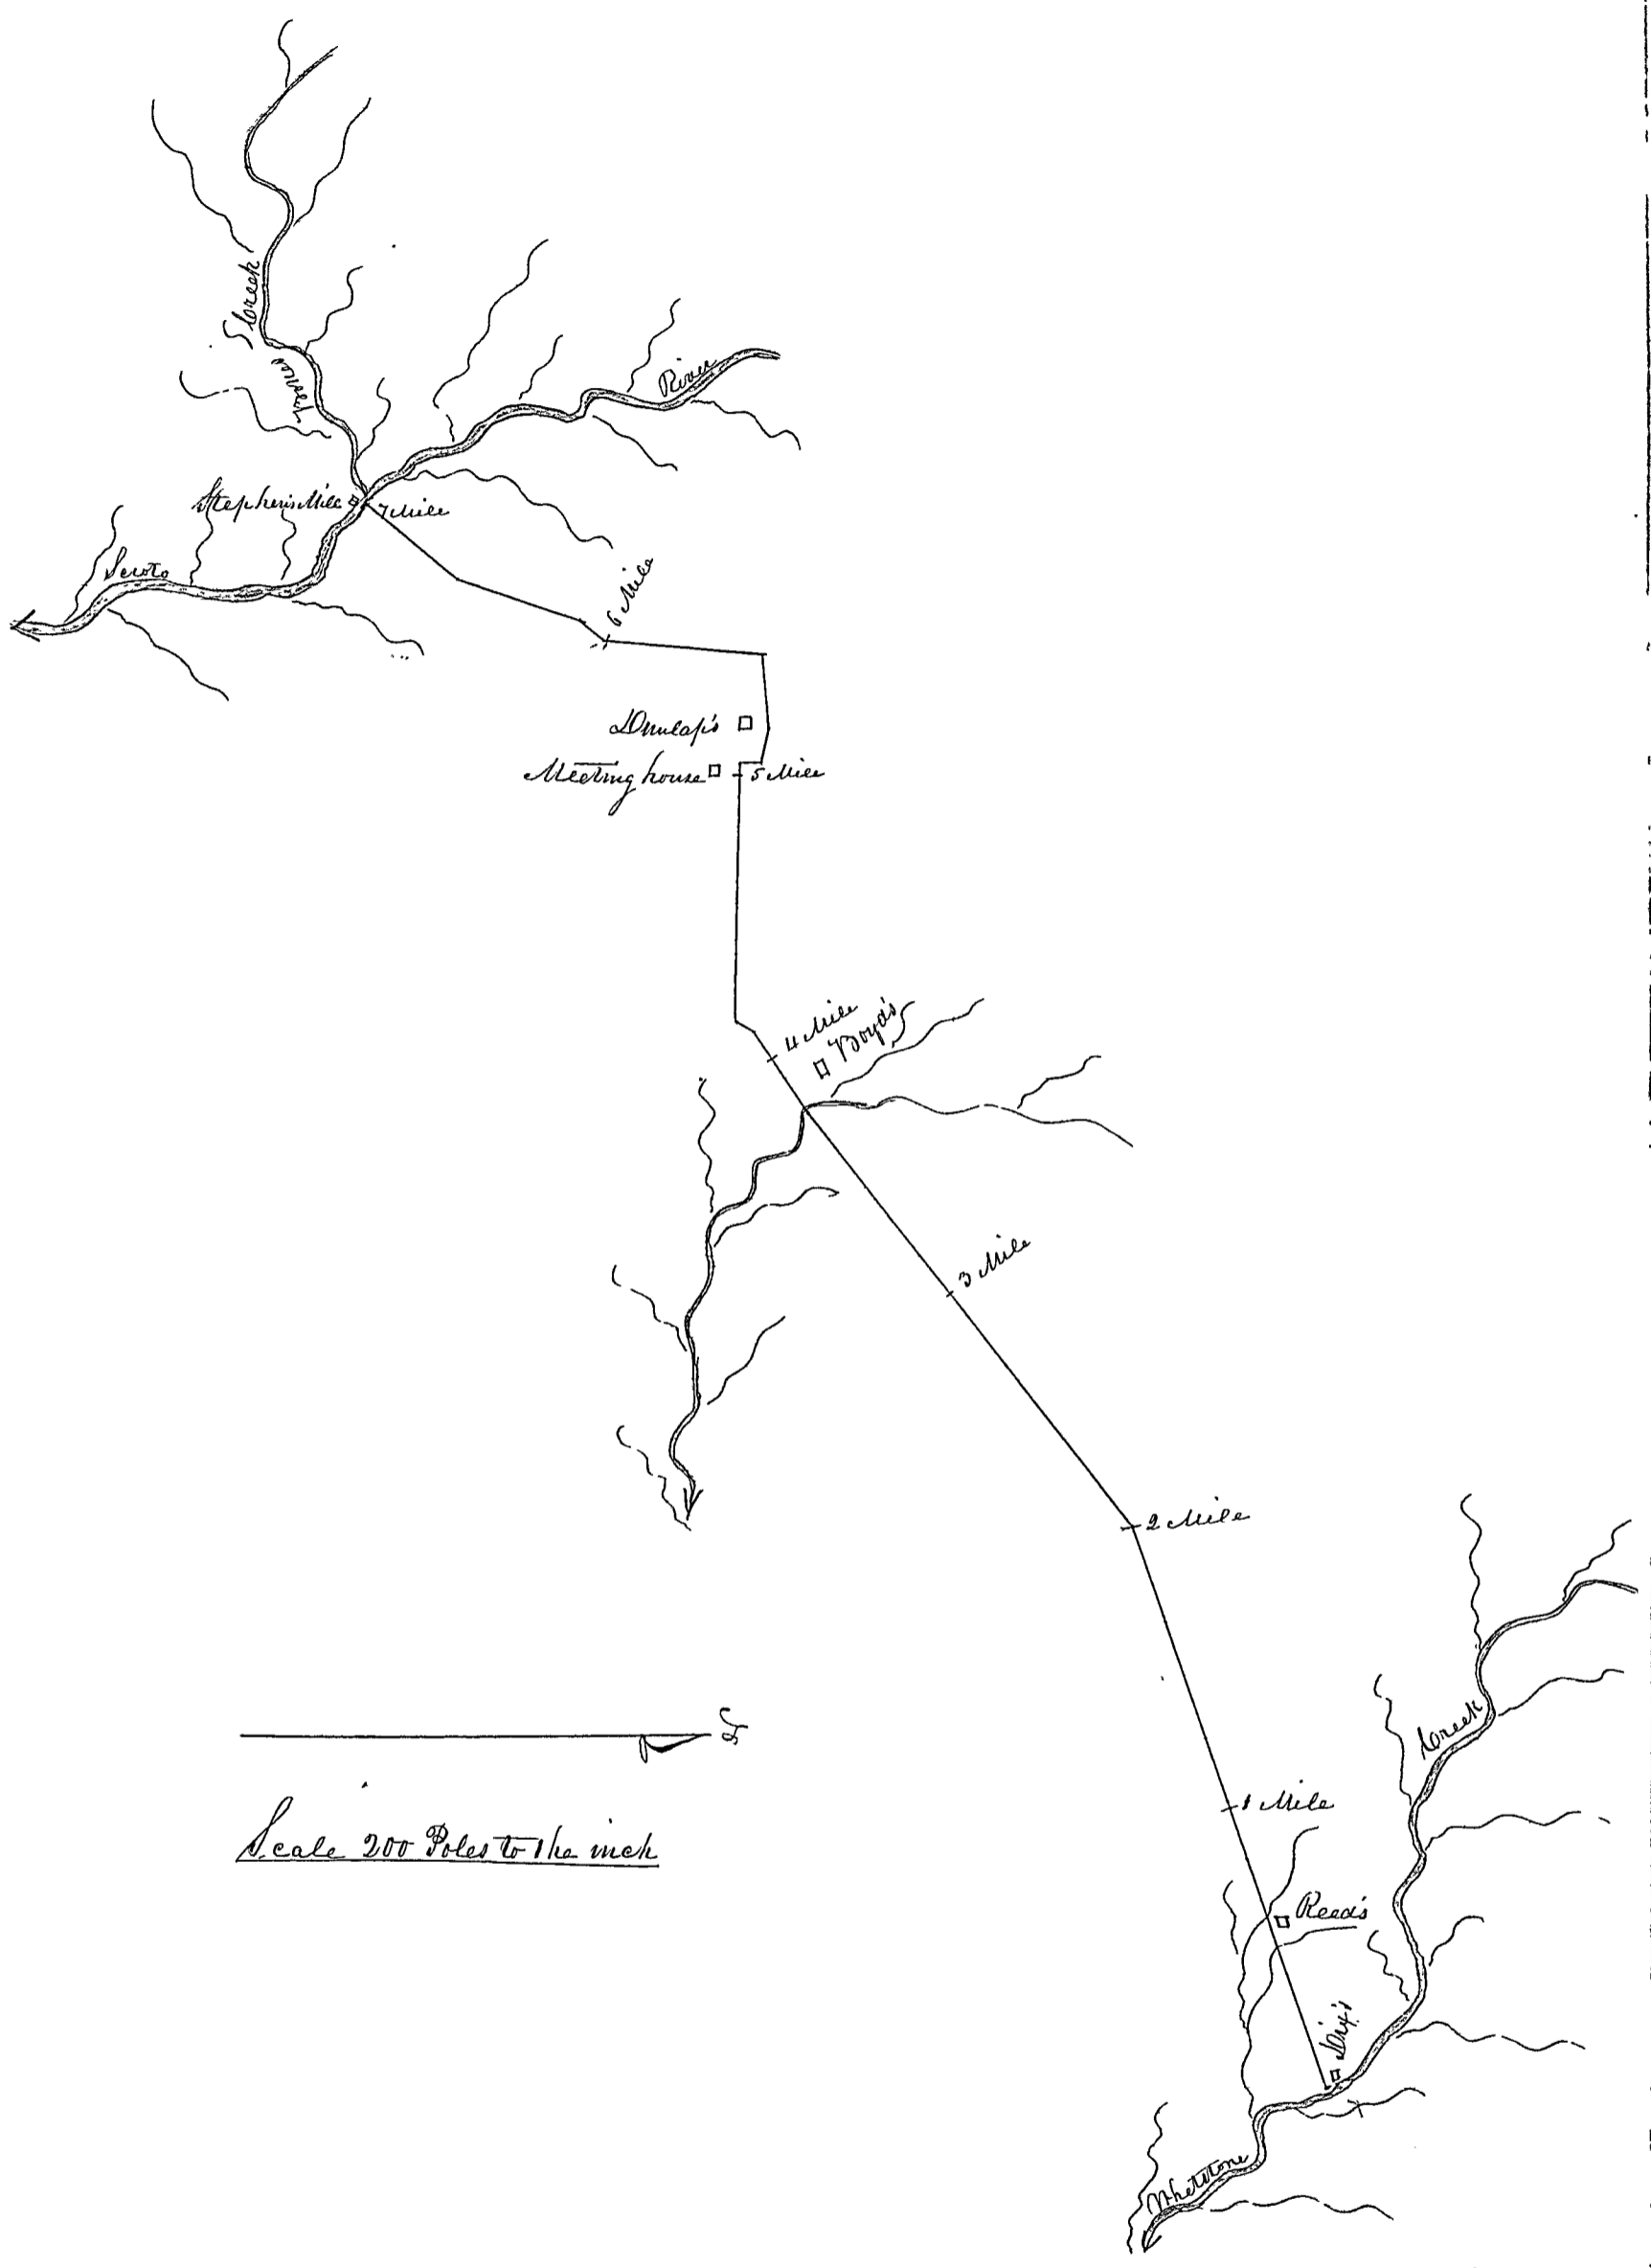 Creek
River
Stephens Mill
7 Mile
Scioto
6 Mile
Dunlap's
Meeting house
5 Mile
4 Mile
Boyd's
3 Mile
2 Mile
Creek
Scale 200 Poles to the inch
1 Mile
Reed's
Dix's
Whetstone